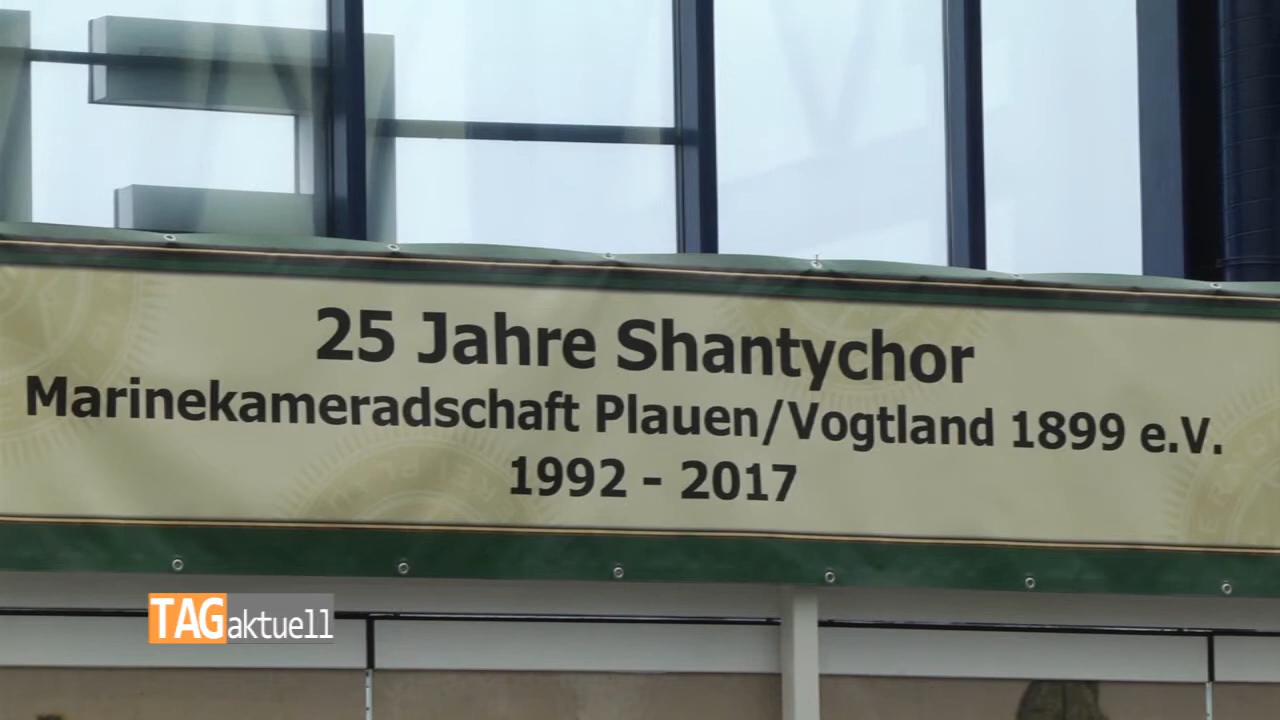 25 Jahre Shantychor
Marinekameradschaft Plauen/Vogtland 1899 e.V.
1992 - 2017
TAGaktuell